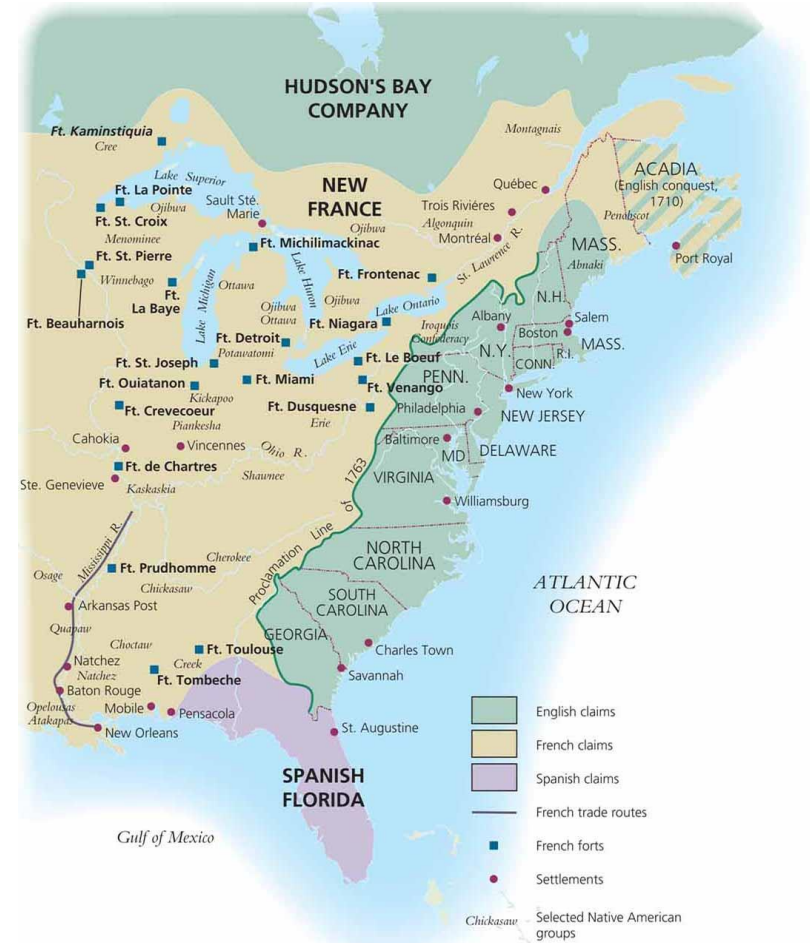 HUDSON'S BAY
COMPANY
Ft. Kaminstiquia
Cree
Montagnais
Lake Superior
Ft. La Pointe
Ojibwa
Sault Sté.
Marie
NEW
FRANCE
Québec
ACADIA
(English conquest,
1710)
Trois Riviéres
Algonquin
Montréal
Ojibwa
Penobscot
Ft. St. Croix
Menominee
Ft. Michilimackinac
St. Lawrence R.
MASS.
Abnaki
Port Royal
Ft. St. Pierre
Winnebago
Ft.
La Baye
Lake Michigan
Ottawa
Lake Huron
Ft. Frontenac
Ojibwa
Lake Ontario
N.H.
Ft. Beauharnois
Ojibwa
Ottawa
Ft. Niagara
Iroquois
Confederacy
Albany
Salem
Boston
MASS.
Ft. Detroit
Potawatomi
Lake Erie
Ft. Le Boeuf
N.Y.
CONN.
R.I.
Ft. St. Joseph
Ft. Ouiatanon
Kickapoo
Ft. Miami
Ft. Venango
PENN.
New York
Ft. Crevecoeur
Piankesha
Ft. Dusquesne
Erie
Philadelphia
NEW JERSEY
Cahokia
Vincennes
Ohio R.
Baltimore
MD
DELAWARE
Ft. de Chartres
Shawnee
VIRGINIA
Ste. Genevieve
Kaskaskia
Williamsburg
Proclamation Line of 1763
Mississippi R.
Cherokee
NORTH
CAROLINA
Osage
Ft. Prudhomme
Chickasaw
ATLANTIC
OCEAN
SOUTH
CAROLINA
Arkansas Post
Quapaw
GEORGIA
Choctaw
Ft. Toulouse
Creek
Charles Town
Natchez
Natchez
Ft. Tombeche
Savannah
Baton Rouge
Opelousas
Atakapas
Mobile
Pensacola
New Orleans
St. Augustine
SPANISH
FLORIDA
Gulf of Mexico
English claims
French claims
Spanish claims
French trade routes
French forts
Settlements
Chickasaw
Selected Native American
groups